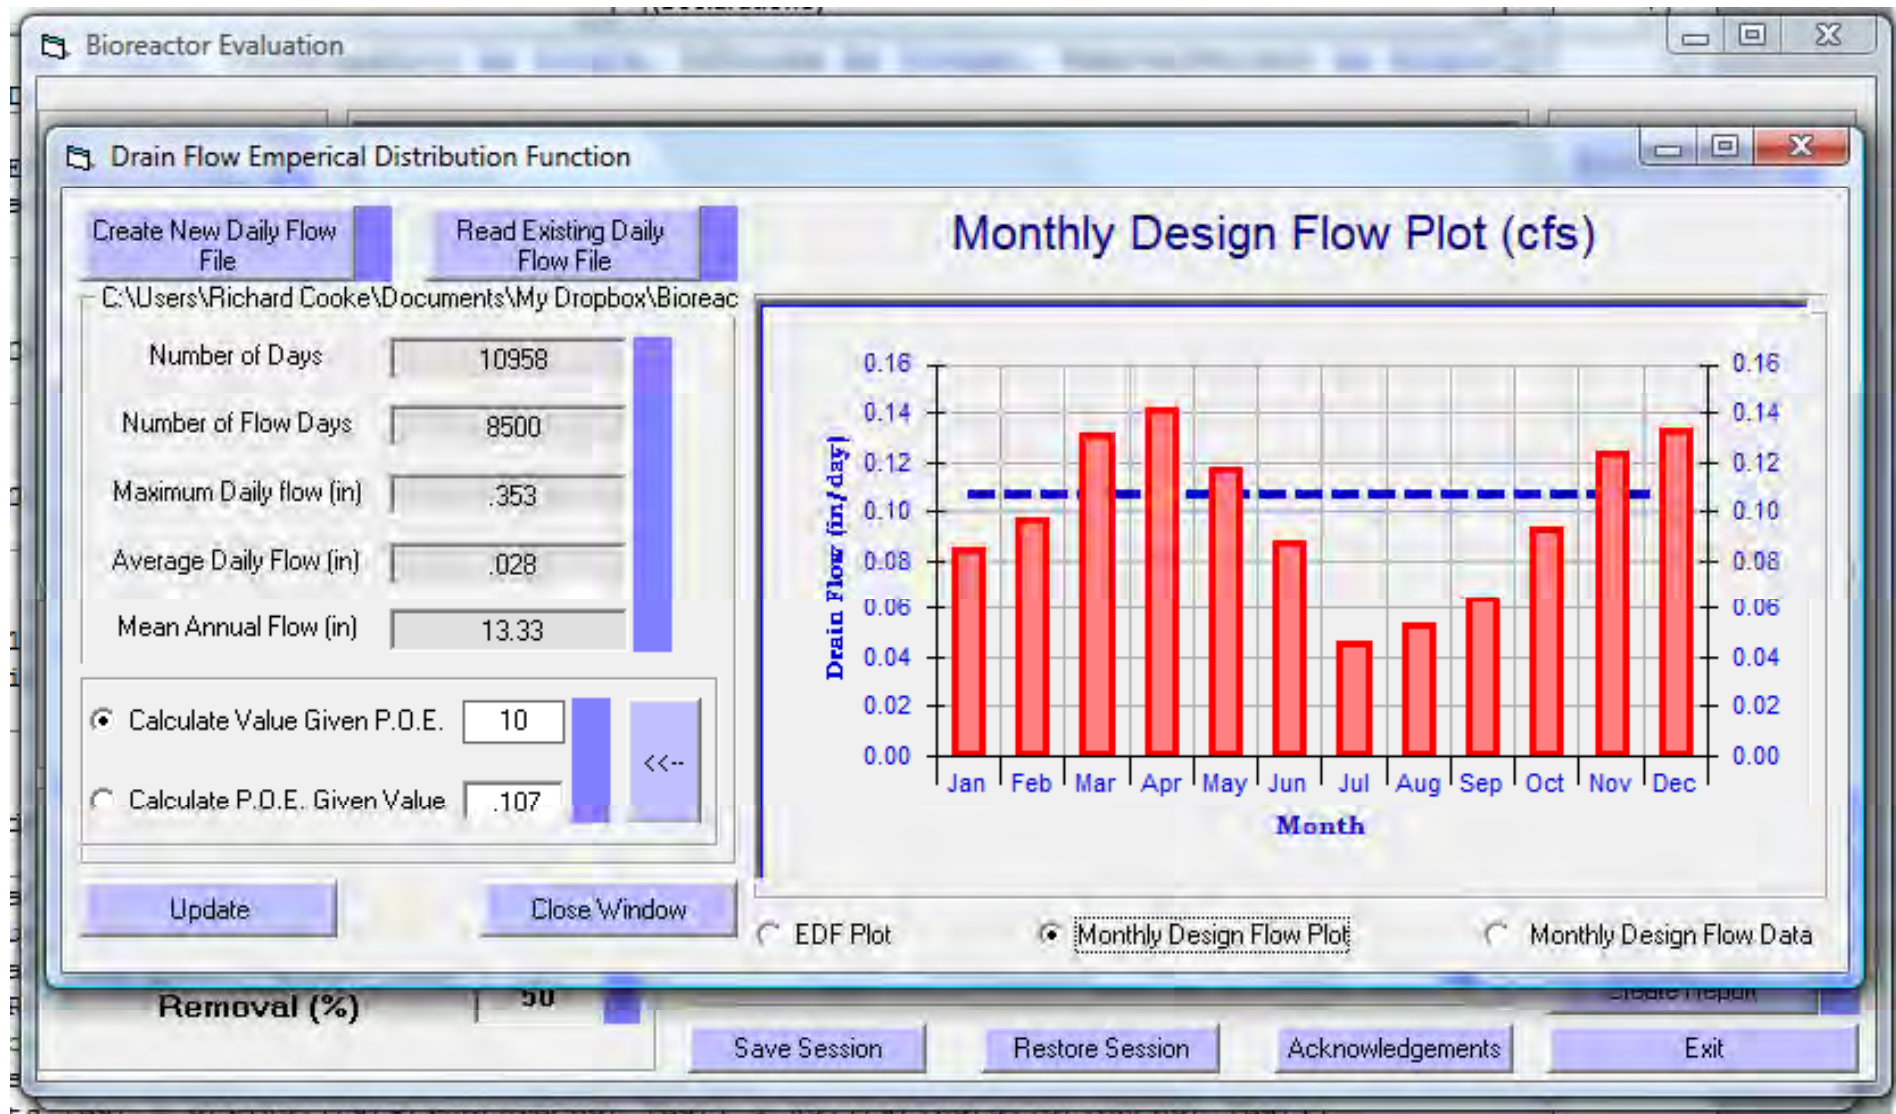 (Declarations)
Bioreactor Evaluation
Drain Flow Emperical Distribution Function
Create New Daily Flow
File
Read Existing Daily
Flow File
C:\Users\Richard Cooke\Documents\My Dropbox\Bioreac
Number of Days 10958
Number of Flow Days 8500
Maximum Daily flow (in) .353
Average Daily Flow (in) .028
Mean Annual Flow (in) 13.33
Calculate Value Given P.O.E. 10
Calculate P.O.E. Given Value .107
<<--
Update
Close Window
Monthly Design Flow Plot (cfs)
Drain Flow (in/day)
0.16 0.16
0.14 0.14
0.12 0.12
0.10 0.10
0.08 0.08
0.06 0.06
0.04 0.04
0.02 0.02
0.00 0.00
Jan Feb Mar Apr May Jun Jul Aug Sep Oct Nov Dec
Month
EDF Plot
Monthly Design Flow Plot
Monthly Design Flow Data
Removal (%) 50
Create Report
Save Session
Restore Session
Acknowledgements
Exit